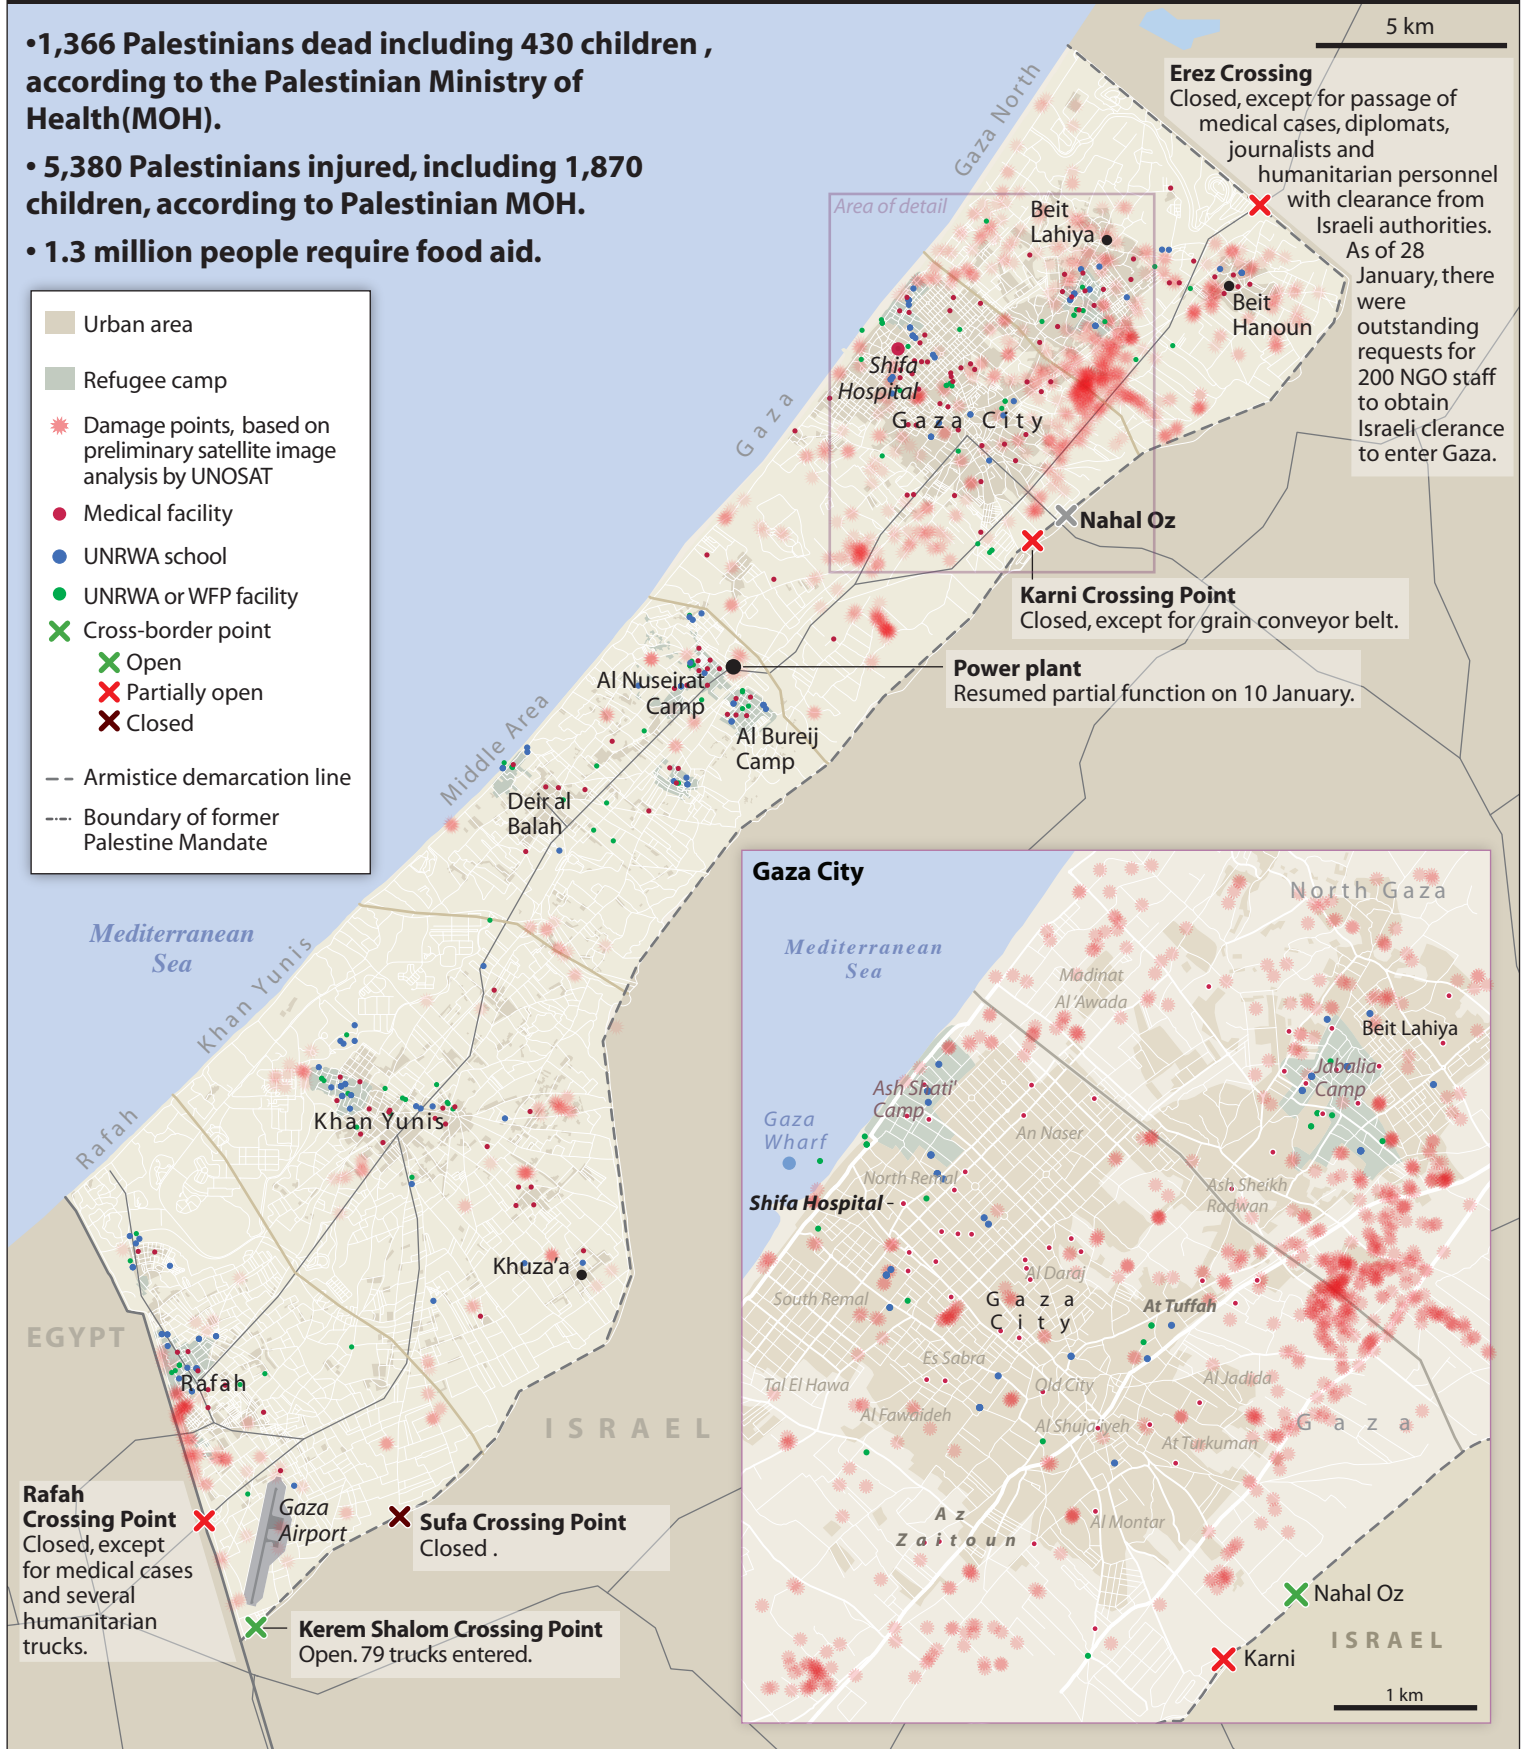 •1,366 Palestinians dead including 430 children ,
according to the Palestinian Ministry of
Health(MOH).
• 5,380 Palestinians injured, including 1,870
children, according to Palestinian MOH.
• 1.3 million people require food aid.
5 km
Erez Crossing
Closed, except for passage of
medical cases, diplomats,
journalists and
humanitarian personnel
with clearance from
Israeli authorities.
As of 28
January, there
were
outstanding
requests for
200 NGO staff
to obtain
Israeli clerance
to enter Gaza.
Gaza North
Area of detail
Beit
Lahiya
Beit
Hanoun
Shifa
Hospital
Gaza City
Gaza
Nahal Oz
Karni Crossing Point
Closed, except for grain conveyor belt.
Power plant
Resumed partial function on 10 January.
Urban area
Refugee camp
Damage points, based on
preliminary satellite image
analysis by UNOSAT
Medical facility
UNRWA school
UNRWA or WFP facility
Cross-border point
Open
Partially open
Closed
Armistice demarcation line
Boundary of former
Palestine Mandate
Al Nuseirat
Camp
Al Bureij
Camp
Middle Area
Deir al
Balah
Mediterranean
Sea
Khan Yunis
Khan Yunis
Rafah
Khuza'a
EGYPT
Rafah
ISRAEL
Rafah
Crossing Point
Closed, except
for medical cases
and several
humanitarian
trucks.
Gaza
Airport
Sufa Crossing Point
Closed .
Kerem Shalom Crossing Point
Open. 79 trucks entered.
Gaza City
North Gaza
Mediterranean
Sea
Madinat
Al 'Awada
Beit Lahiya
Jabalia
Camp
Ash Shati'
Camp
Gaza
Wharf
An Naser
North Remal
Shifa Hospital -
Ash Sheikh
Radwan
Al Daraj
South Remal
Gaza
City
At Tuffah
Es Sabra
Tal El Hawa
Old City
Al Jadida
Al Fawaideh
Al Shujaiyeh
Gaza
At Turkuman
Az
Zaitoun
Al Montar
Nahal Oz
ISRAEL
Karni
1 km